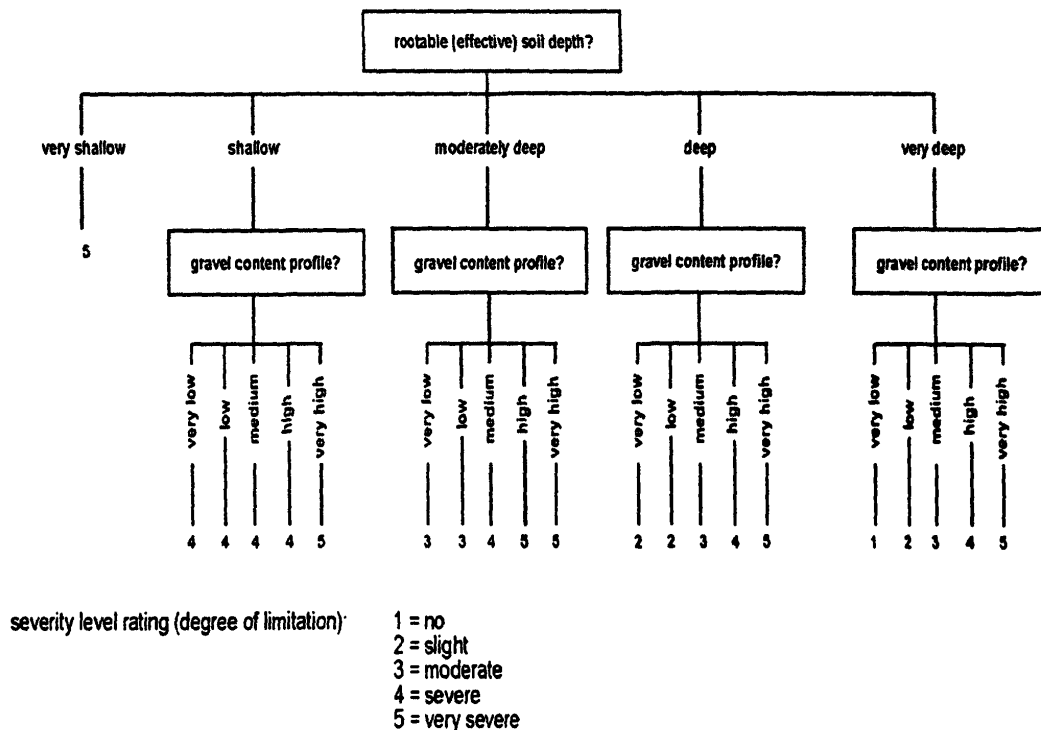 rootable (effective) soil depth?
very shallow shallow moderately deep deep very deep
5
gravel content profile? gravel content profile? gravel content profile? gravel content profile?
very low low medium high very high very low low medium high very high very low low medium high very high very low low medium high very high
4 4 4 4 5 3 3 4 5 5 2 2 3 4 5 1 2 3 4 5
severity level rating (degree of limitation)· 1 = no
2 = slight
3 = moderate
4 = severe
5 = very severe